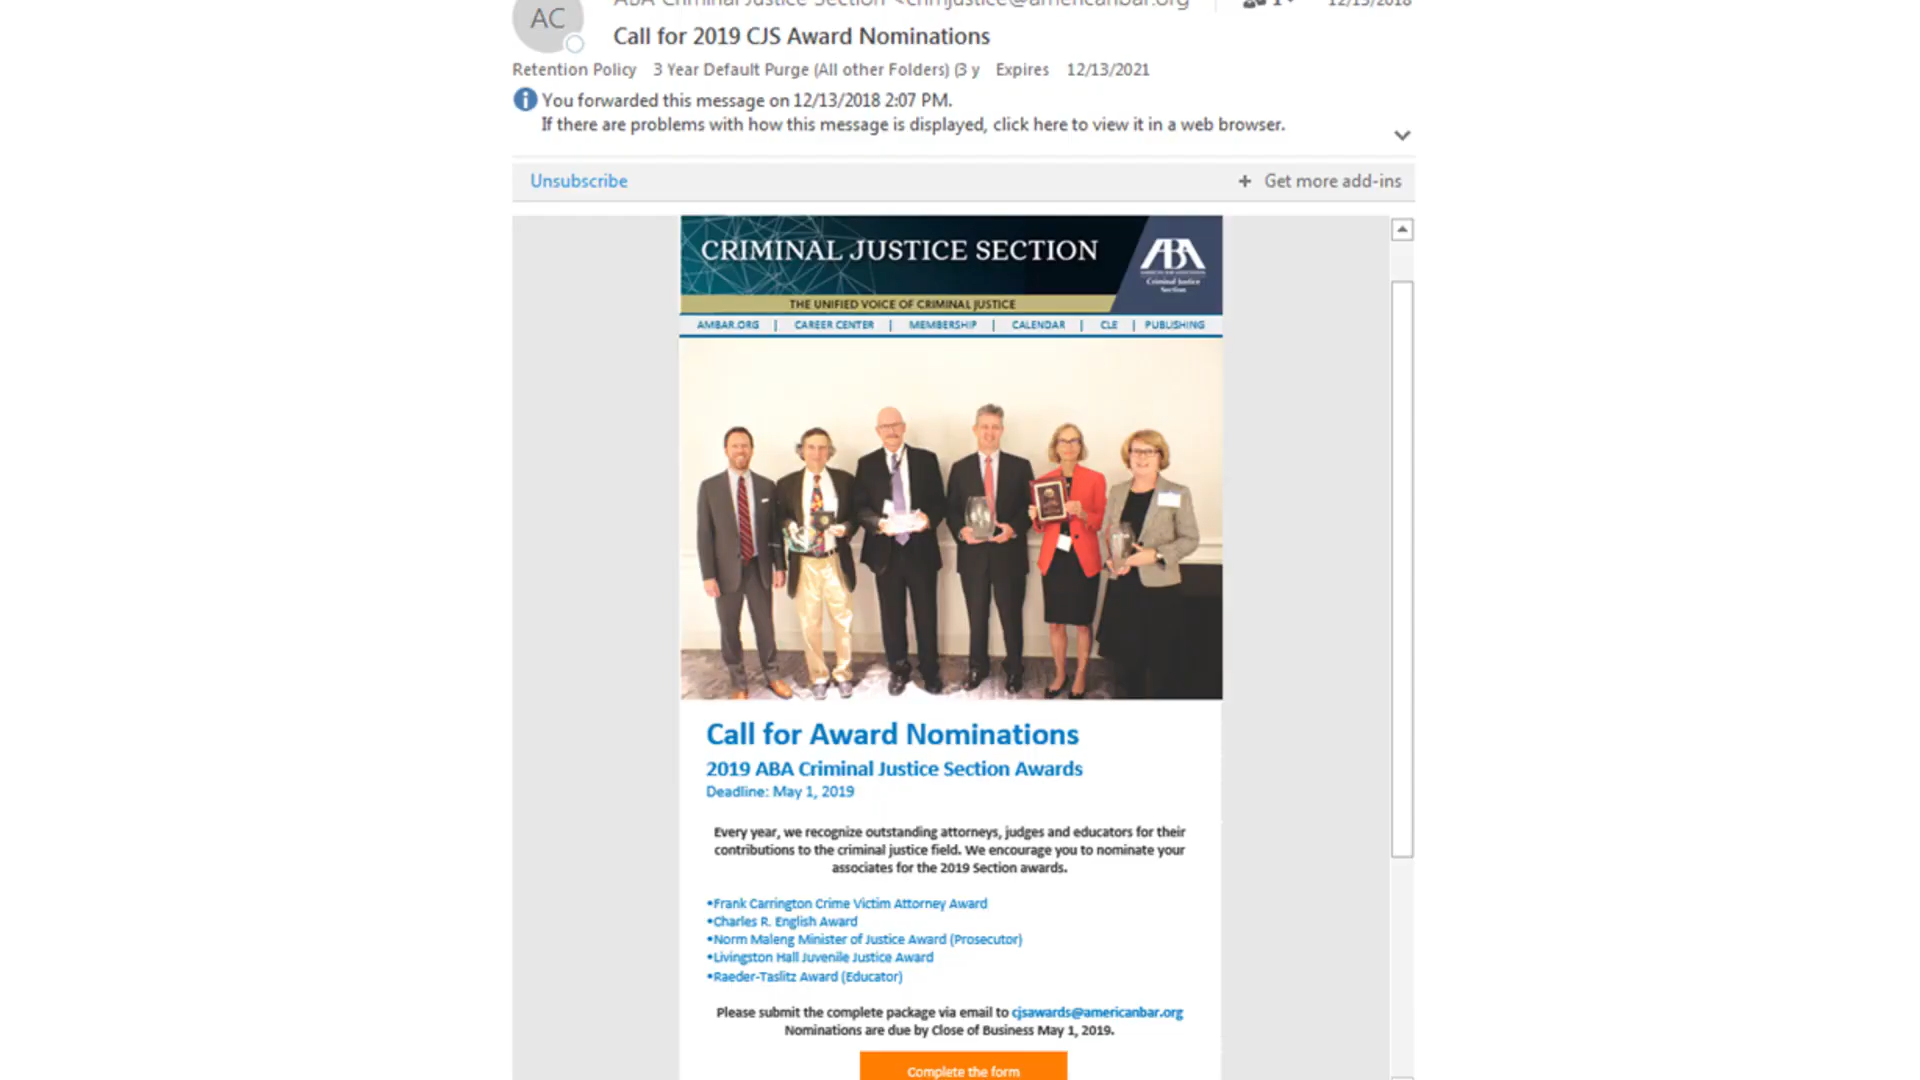 AC
ABA Criminal Justice Section <crimjustice@americanbar.org
1
12/13/2018
Call for 2019 CJS Award Nominations
Retention Policy 3 Year Default Purge (All other Folders) (3 y Expires 12/13/2021
You forwarded this message on 12/13/2018 2:07 PM.
If there are problems with how this message is displayed, click here to view it in a web browser.
Unsubscribe
+ Get more add-ins
CRIMINAL JUSTICE SECTION
ABA
AMERICAN BAR ASSOCIATION
Criminal Justice
Section
THE UNIFIED VOICE OF CRIMINAL JUSTICE
AMBAR.ORG | CAREER CENTER | MEMBERSHIP | CALENDAR | CLE | PUBLISHING
Call for Award Nominations
2019 ABA Criminal Justice Section Awards
Deadline: May 1, 2019
Every year, we recognize outstanding attorneys, judges and educators for their
contributions to the criminal justice field. We encourage you to nominate your
associates for the 2019 Section awards.
•Frank Carrington Crime Victim Attorney Award
•Charles R. English Award
•Norm Maleng Minister of Justice Award (Prosecutor)
•Livingston Hall Juvenile Justice Award
•Raeder-Taslitz Award (Educator)
Please submit the complete package via email to cjsawards@americanbar.org
Nominations are due by Close of Business May 1, 2019.
Complete the form